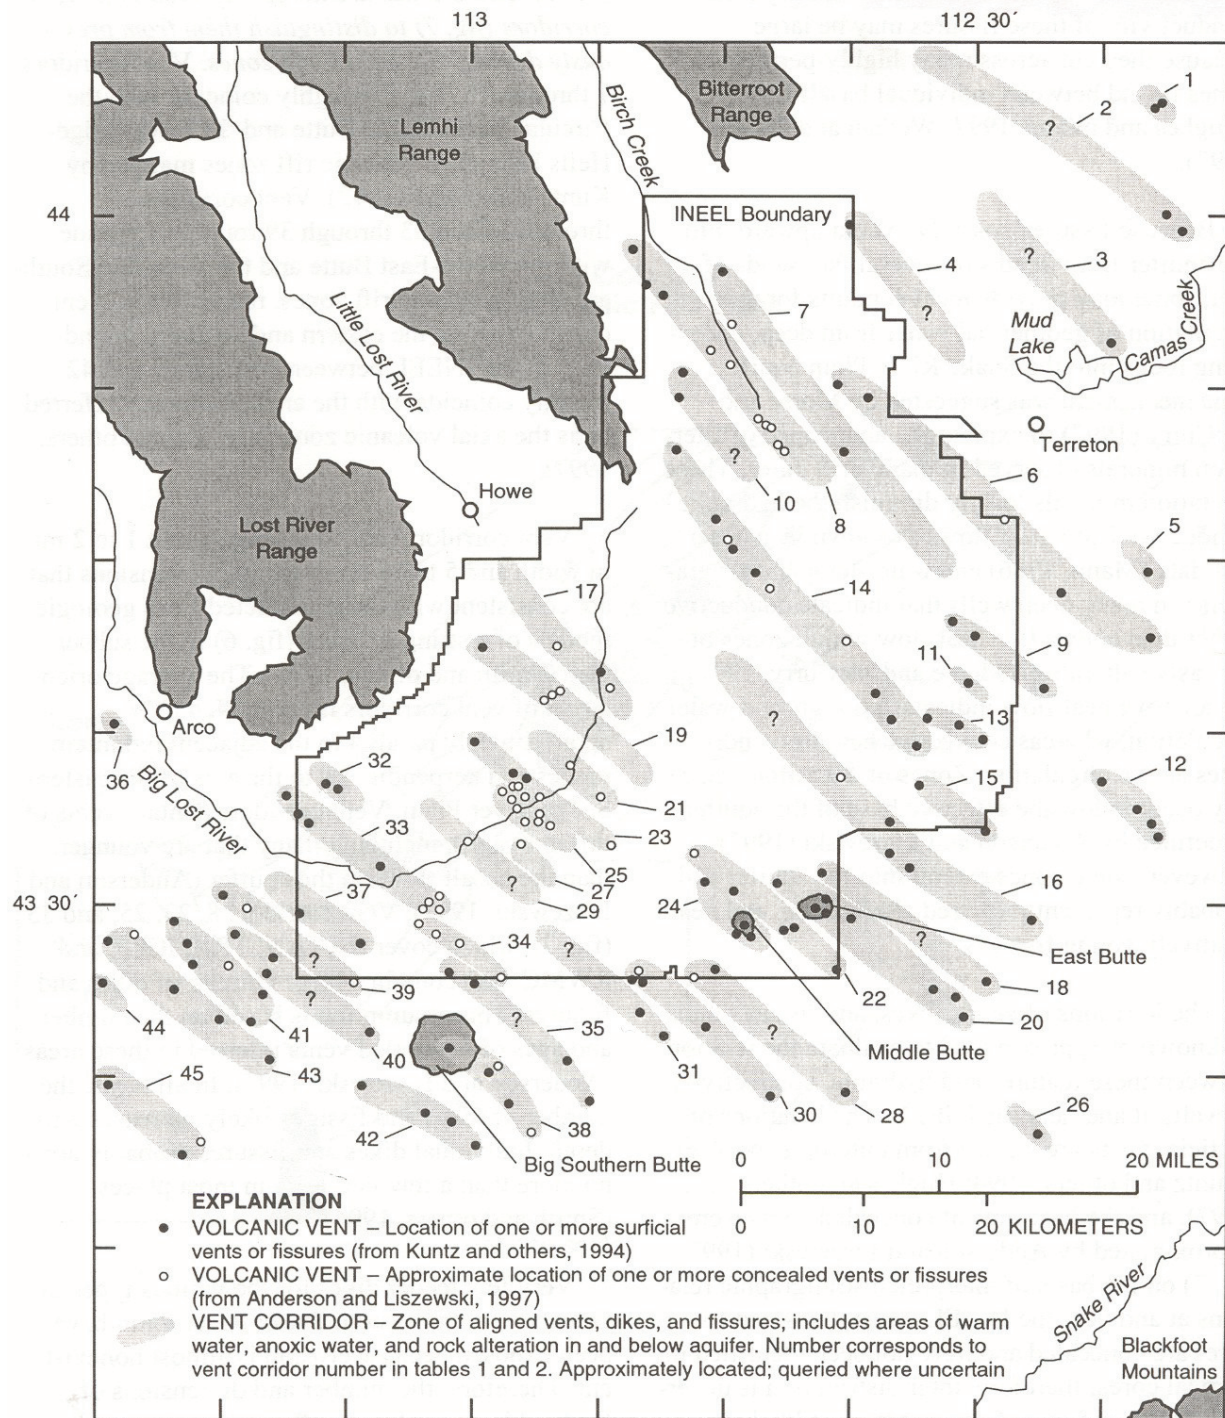 113
112 30′
1
2
?
Bitterroot
Range
Birch Creek
Lemhi
Range
44
INEEL Boundary
?
3
4
7
?
Mud
Lake
Camas Creek
Little Lost River
Terreton
?
6
10
8
Howe
Lost River
Range
5
17
14
9
11
?
13
19
Arco
36
32
12
15
Big Lost River
33
21
23
25
?
27
16
37
29
24
34
?
?
?
East Butte
18
39
22
?
44
20
41
35
?
Middle Butte
?
43
40
31
45
30
28
26
42
38
Big Southern Butte
43 30′
0 10 20 MILES
0 10 20 KILOMETERS
EXPLANATION
VOLCANIC VENT – Location of one or more surficial
vents or fissures (from Kuntz and others, 1994)
VOLCANIC VENT – Approximate location of one or more concealed vents or fissures
(from Anderson and Liszewski, 1997)
VENT CORRIDOR – Zone of aligned vents, dikes, and fissures; includes areas of warm
water, anoxic water, and rock alteration in and below aquifer. Number corresponds to
vent corridor number in tables 1 and 2. Approximately located; queried where uncertain
Snake River
Blackfoot
Mountains